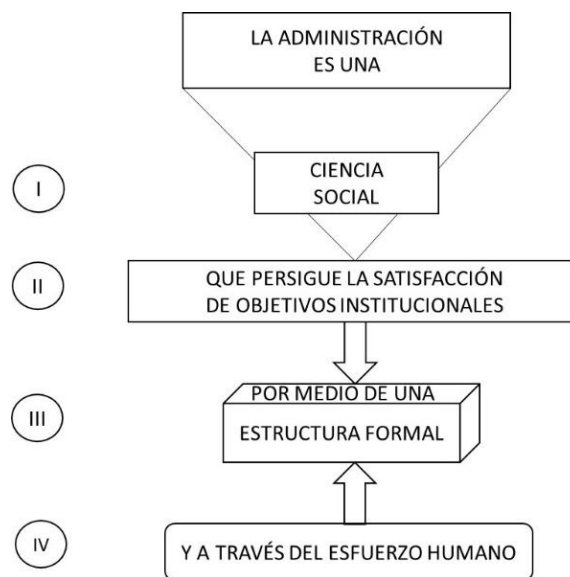 LA ADMINISTRACIÓN
ES UNA
I
CIENCIA
SOCIAL
II
QUE PERSIGUE LA SATISFACCIÓN
DE OBJETIVOS INSTITUCIONALES
III
POR MEDIO DE UNA
ESTRUCTURA FORMAL
IV
Y A TRAVÉS DEL ESFUERZO HUMANO